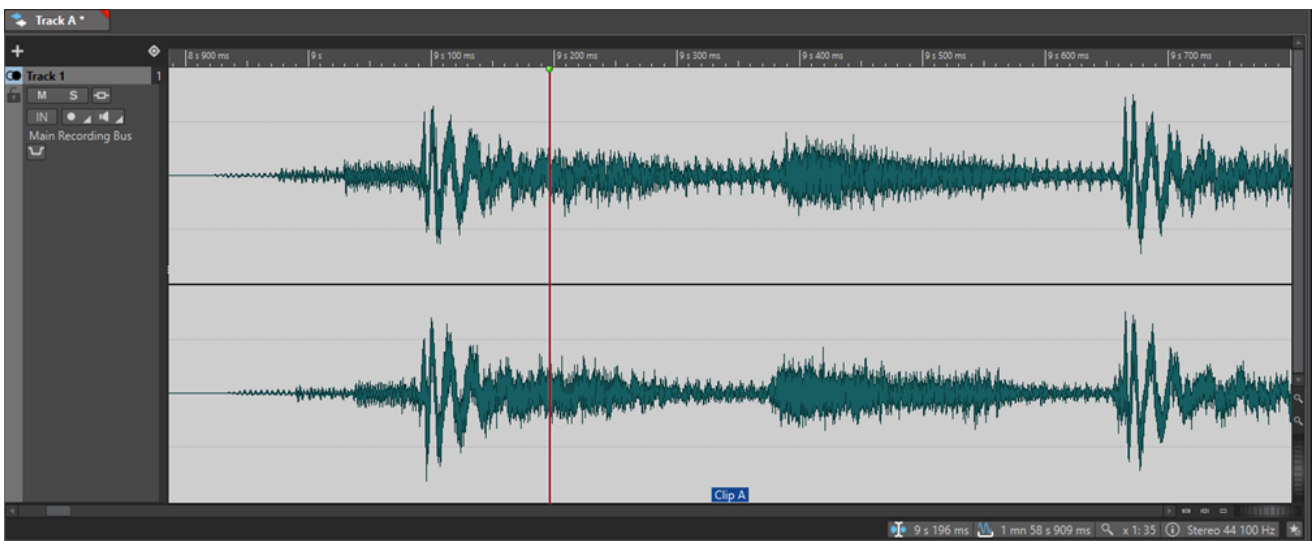 Track A *
8 s 900 ms 9 s 9 s 100 ms 9 s 200 ms 9 s 300 ms 9 s 400 ms 9 s 500 ms 9 s 600 ms 9 s 700 ms
Track 1 1
M S
IN
Main Recording Bus
Clip A
9 s 196 ms 1 mn 58 s 909 ms x 1: 35 Stereo 44 100 Hz